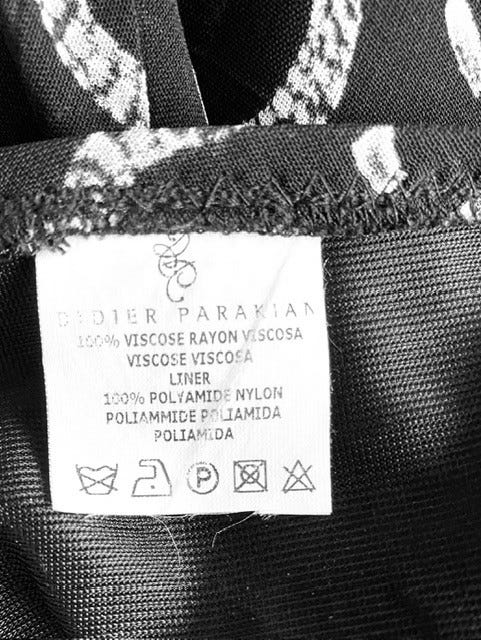 DIDIER PARAKIAN
100% VISCOSE RAYON VISCOSA
VISCOSE VISCOSA
LINER
100% POLYAMIDE NYLON
POLIAMMIDE POLIAMIDA
POLIAMIDA
P